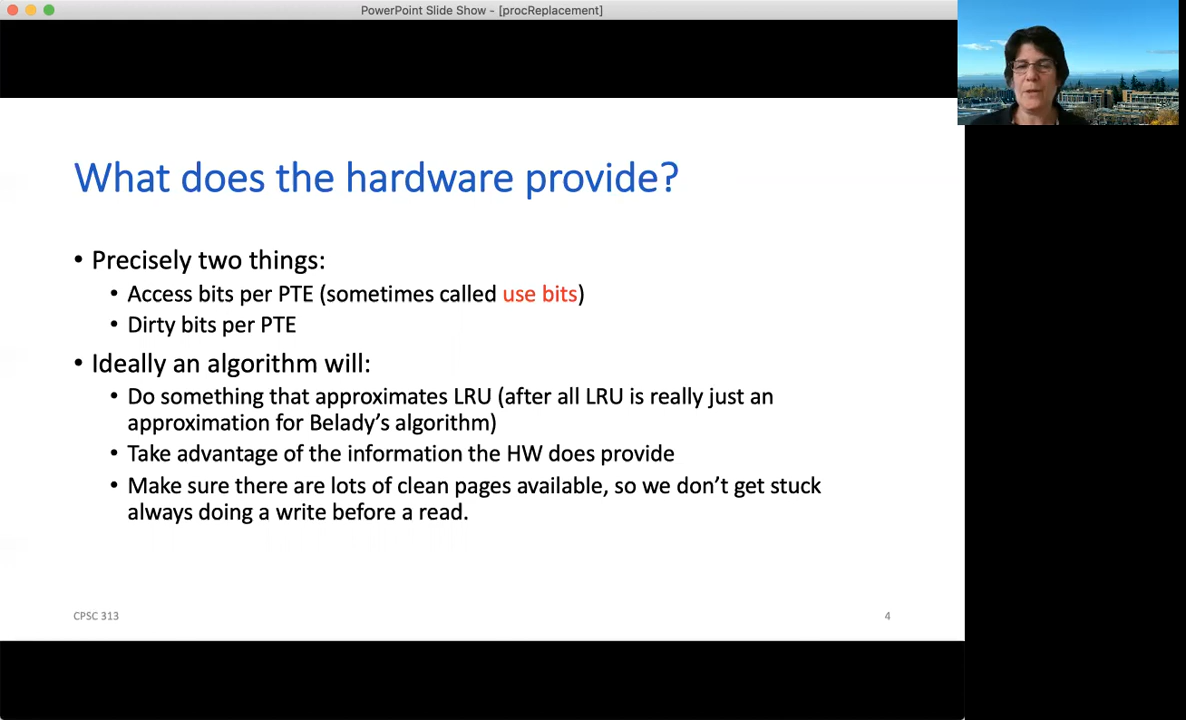 PowerPoint Slide Show - [procReplacement]
What does the hardware provide?
• Precisely two things:
• Access bits per PTE (sometimes called use bits)
• Dirty bits per PTE
• Ideally an algorithm will:
• Do something that approximates LRU (after all LRU is really just an
approximation for Belady’s algorithm)
• Take advantage of the information the HW does provide
• Make sure there are lots of clean pages available, so we don’t get stuck
always doing a write before a read.
CPSC 313
4